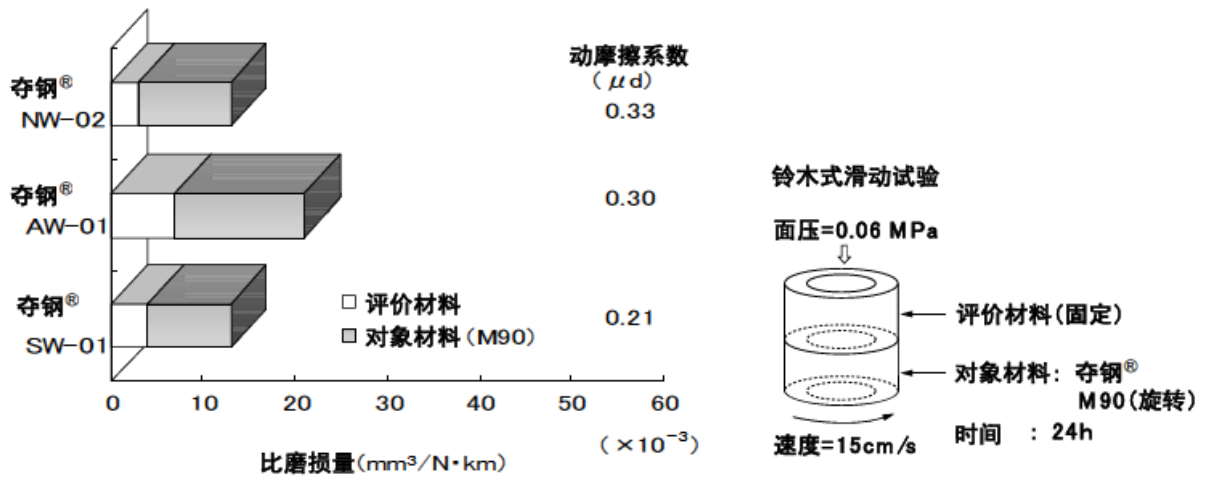 动摩擦系数
(μd)
夺钢®
NW-02
0.33
夺钢®
AW-01
0.30
夺钢®
SW-01
0.21
□ 评价材料
■ 对象材料(M90)
0 10 20 30 40 50 60
(×10⁻³)
比磨损量(mm³/N·km)
铃木式滑动试验
面压=0.06 MPa
评价材料(固定)
对象材料: 夺钢®
M90(旋转)
速度=15cm/s
时间 : 24h